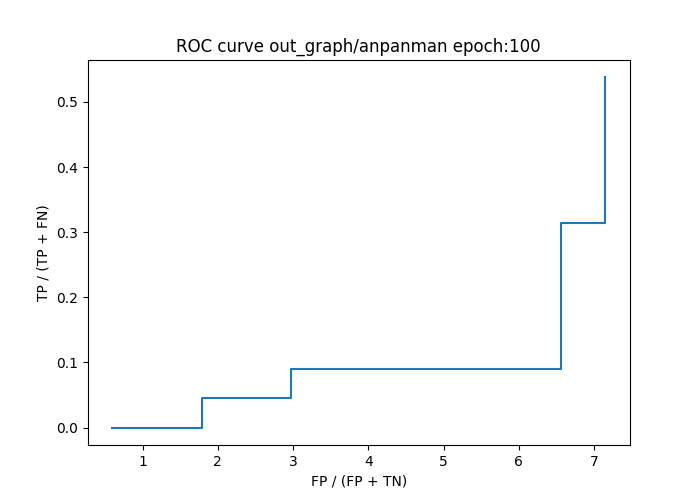 ROC curve out_graph/anpanman epoch:100
TP / (TP + FN)
0.5
0.4
0.3
0.2
0.1
0.0
1 2 3 4 5 6 7
FP / (FP + TN)